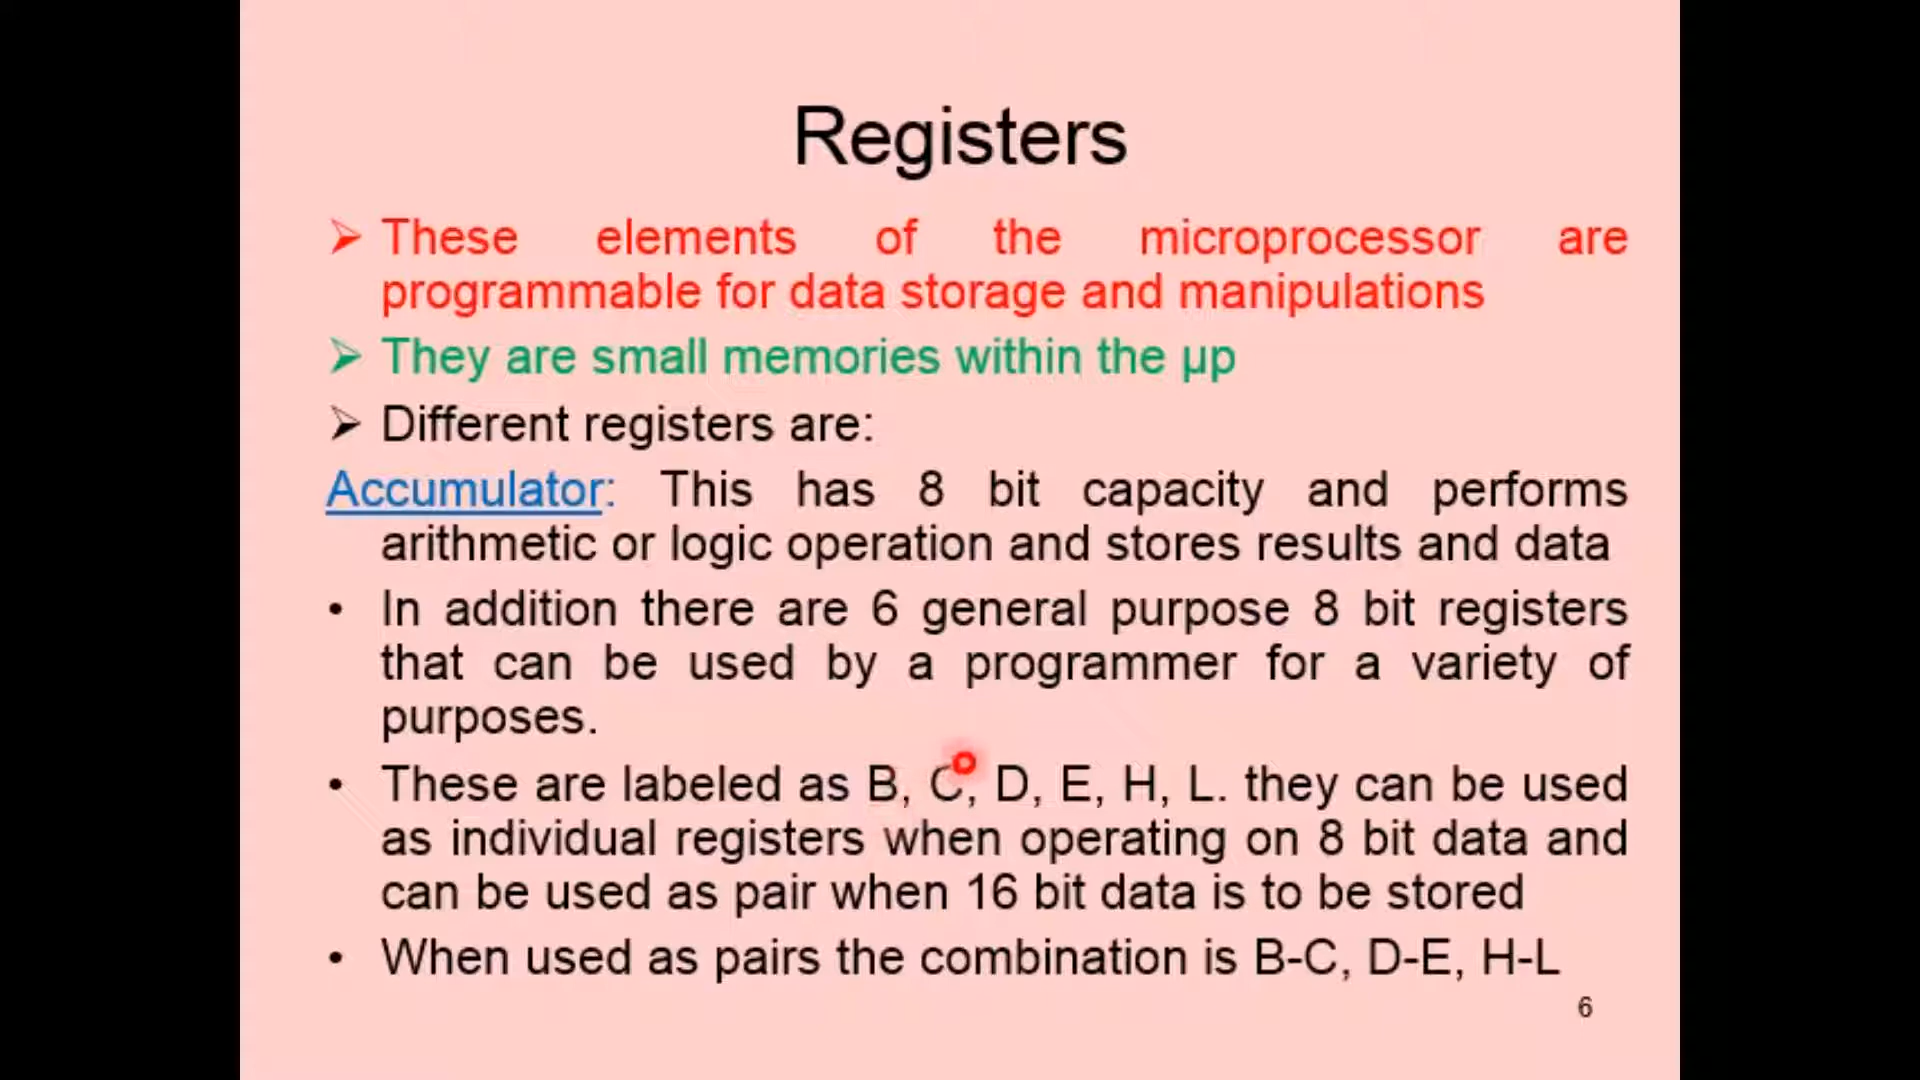 Registers
➢ These elements of the microprocessor are
programmable for data storage and manipulations
➢ They are small memories within the µp
➢ Different registers are:
Accumulator: This has 8 bit capacity and performs
arithmetic or logic operation and stores results and data
• In addition there are 6 general purpose 8 bit registers
that can be used by a programmer for a variety of
purposes.
• These are labeled as B, C, D, E, H, L. they can be used
as individual registers when operating on 8 bit data and
can be used as pair when 16 bit data is to be stored
• When used as pairs the combination is B-C, D-E, H-L
6